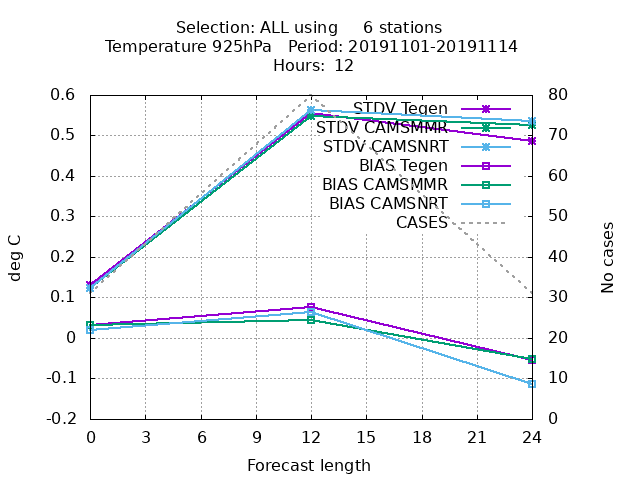 Selection: ALL using 6 stations
Temperature 925hPa Period: 20191101-20191114
Hours: 12
0.6
0.5
0.4
0.3
0.2
0.1
0
-0.1
-0.2
deg C
80
70
60
50
40
30
20
10
0
No cases
STDV Tegen
STDV CAMSMMR
STDV CAMSNRT
BIAS Tegen
BIAS CAMSMMR
BIAS CAMSNRT
CASES
0 3 6 9 12 15 18 21 24
Forecast length